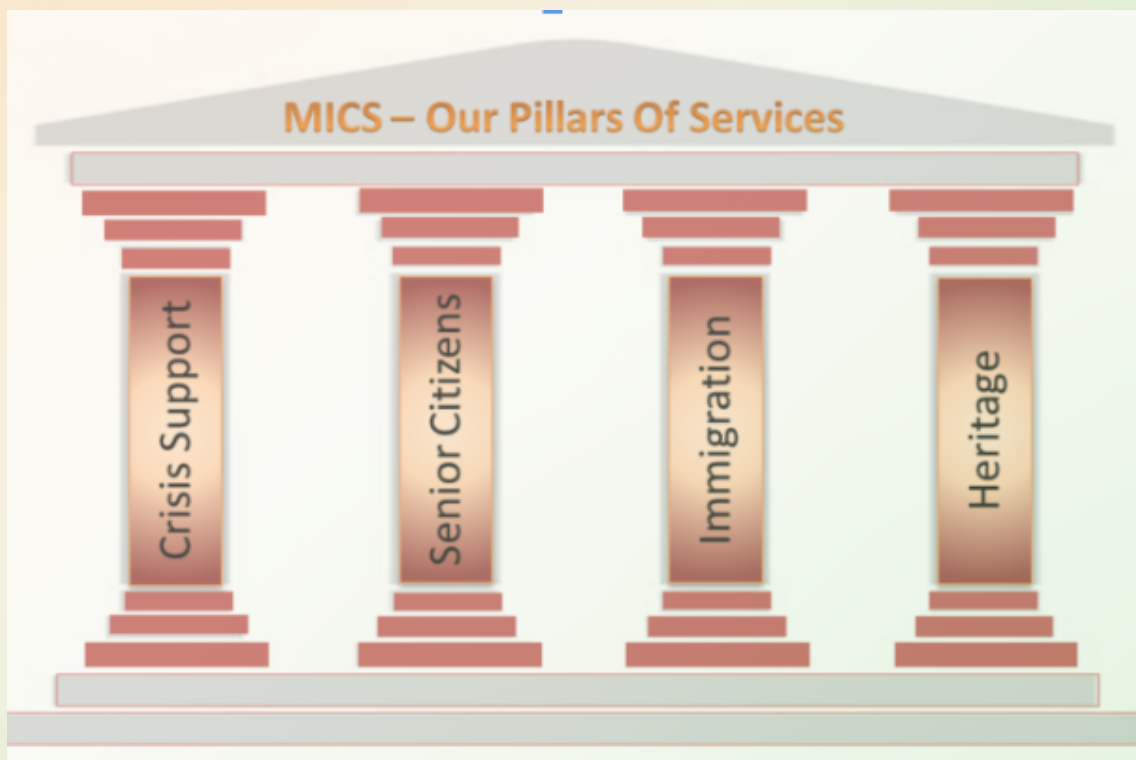 MICS – Our Pillars Of Services
Crisis Support
Senior Citizens
Immigration
Heritage